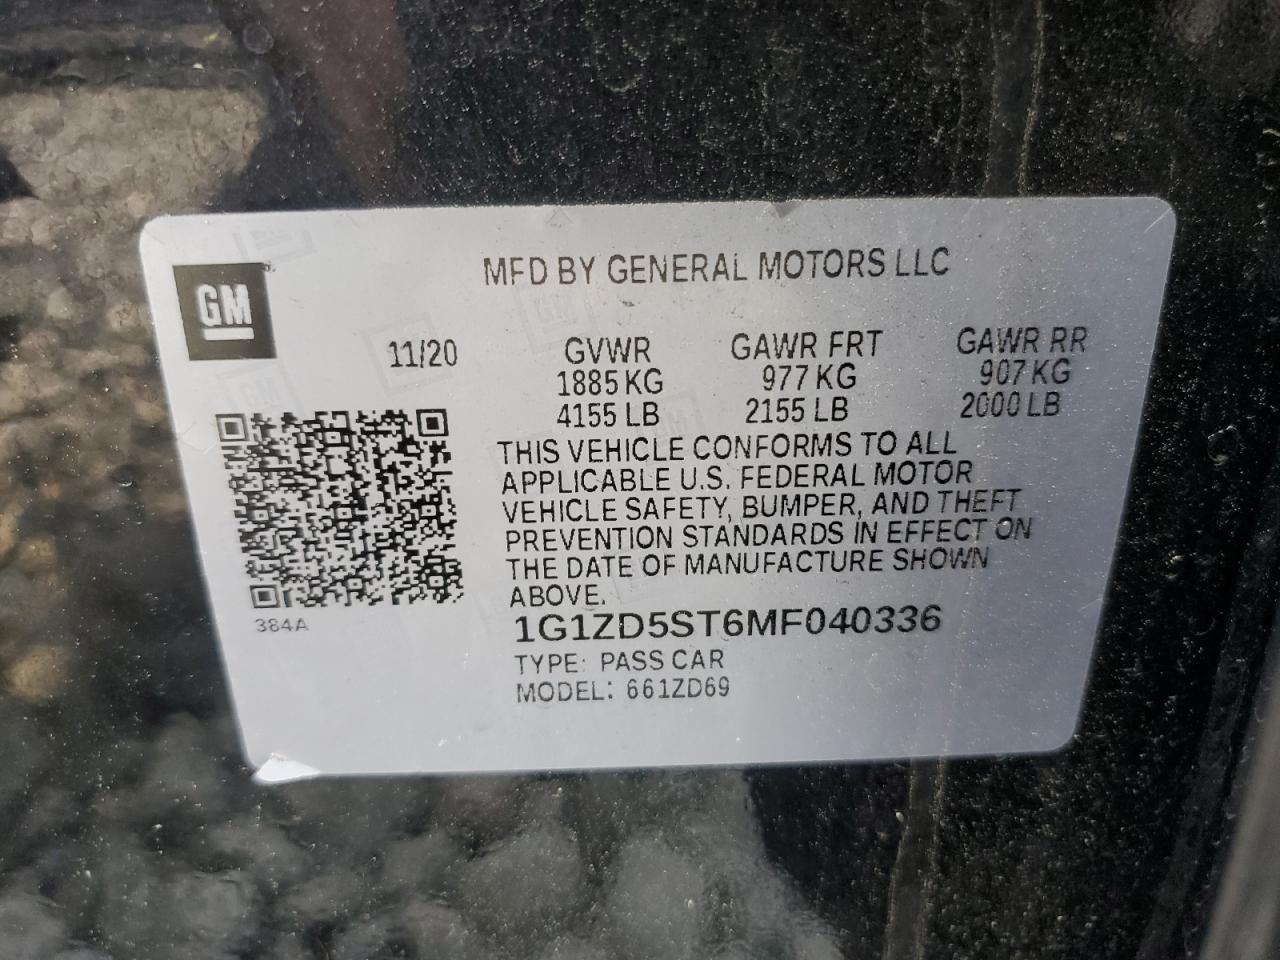 MFD BY GENERAL MOTORS LLC
GM
11/20 GVWR GAWR FRT GAWR RR
1885 KG 977 KG 907 KG
4155 LB 2155 LB 2000 LB
THIS VEHICLE CONFORMS TO ALL
APPLICABLE U.S. FEDERAL MOTOR
VEHICLE SAFETY, BUMPER, AND THEFT
PREVENTION STANDARDS IN EFFECT ON
THE DATE OF MANUFACTURE SHOWN
ABOVE.
384A
1G1ZD5ST6MF040336
TYPE: PASS CAR
MODEL: 661ZD69